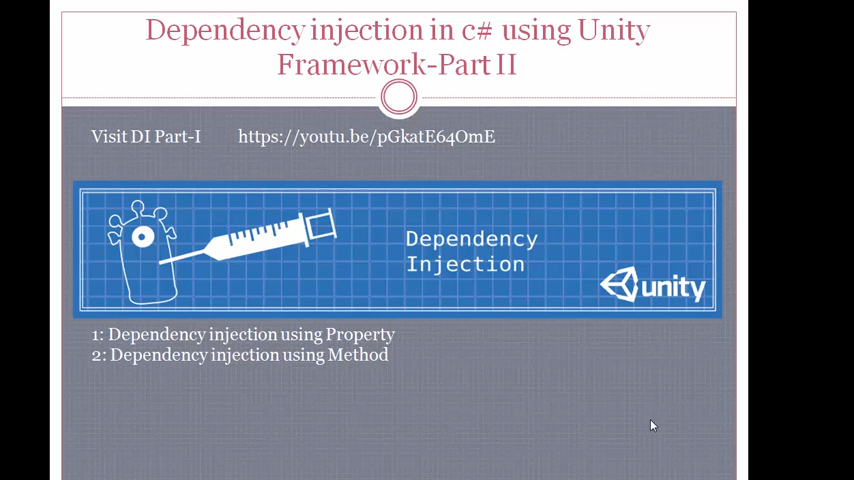 Dependency injection in c# using Unity
Framework-Part II
Visit DI Part-I https://youtu.be/pGkatE64OmE
Dependency
Injection
unity
1: Dependency injection using Property
2: Dependency injection using Method